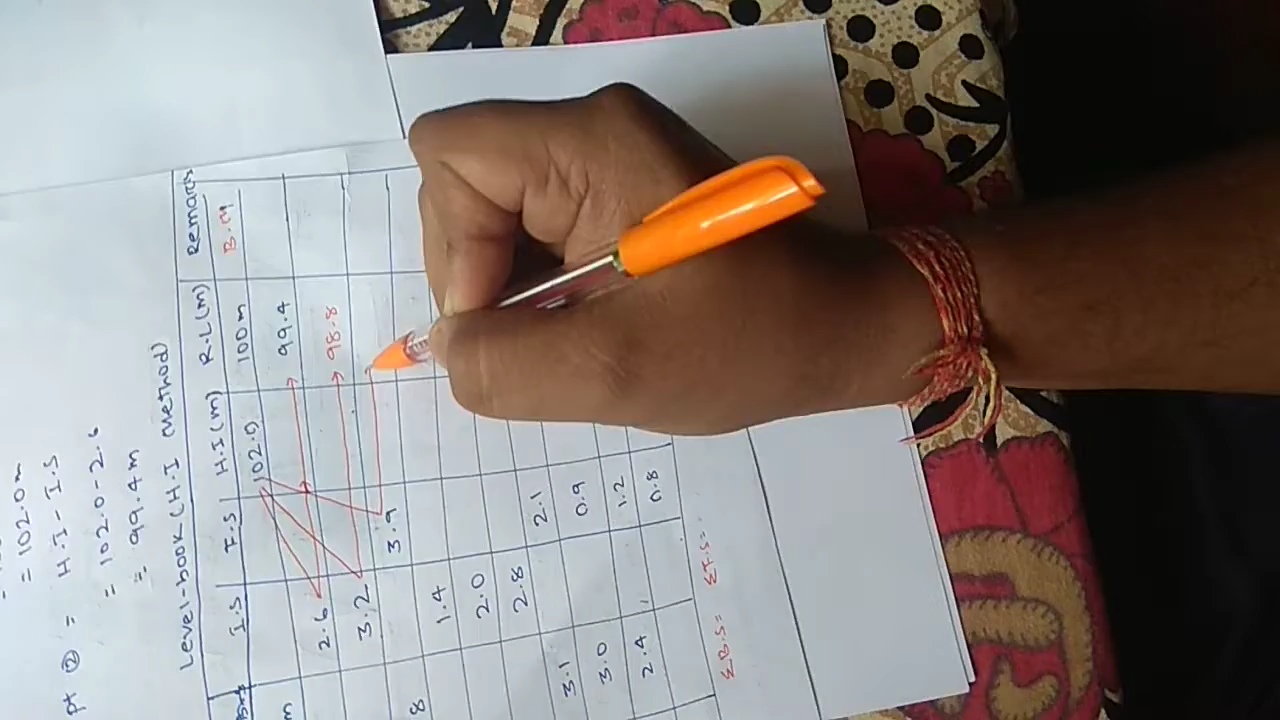 = 102.0m
pt ② = H.I - I.S
= 102.0 - 2.6
= 99.4 m
Level-book (H.I method)
I.S F.S H.I (m) R.L (m) Remarks
m 102.0 100m B.M
2.6 99.4
3.2 98.8
8 3.9
1.4
2.0
2.8
3.1 2.1
3.0 0.9
2.4 1.2
0.8
ΣB.S = ΣF.S =